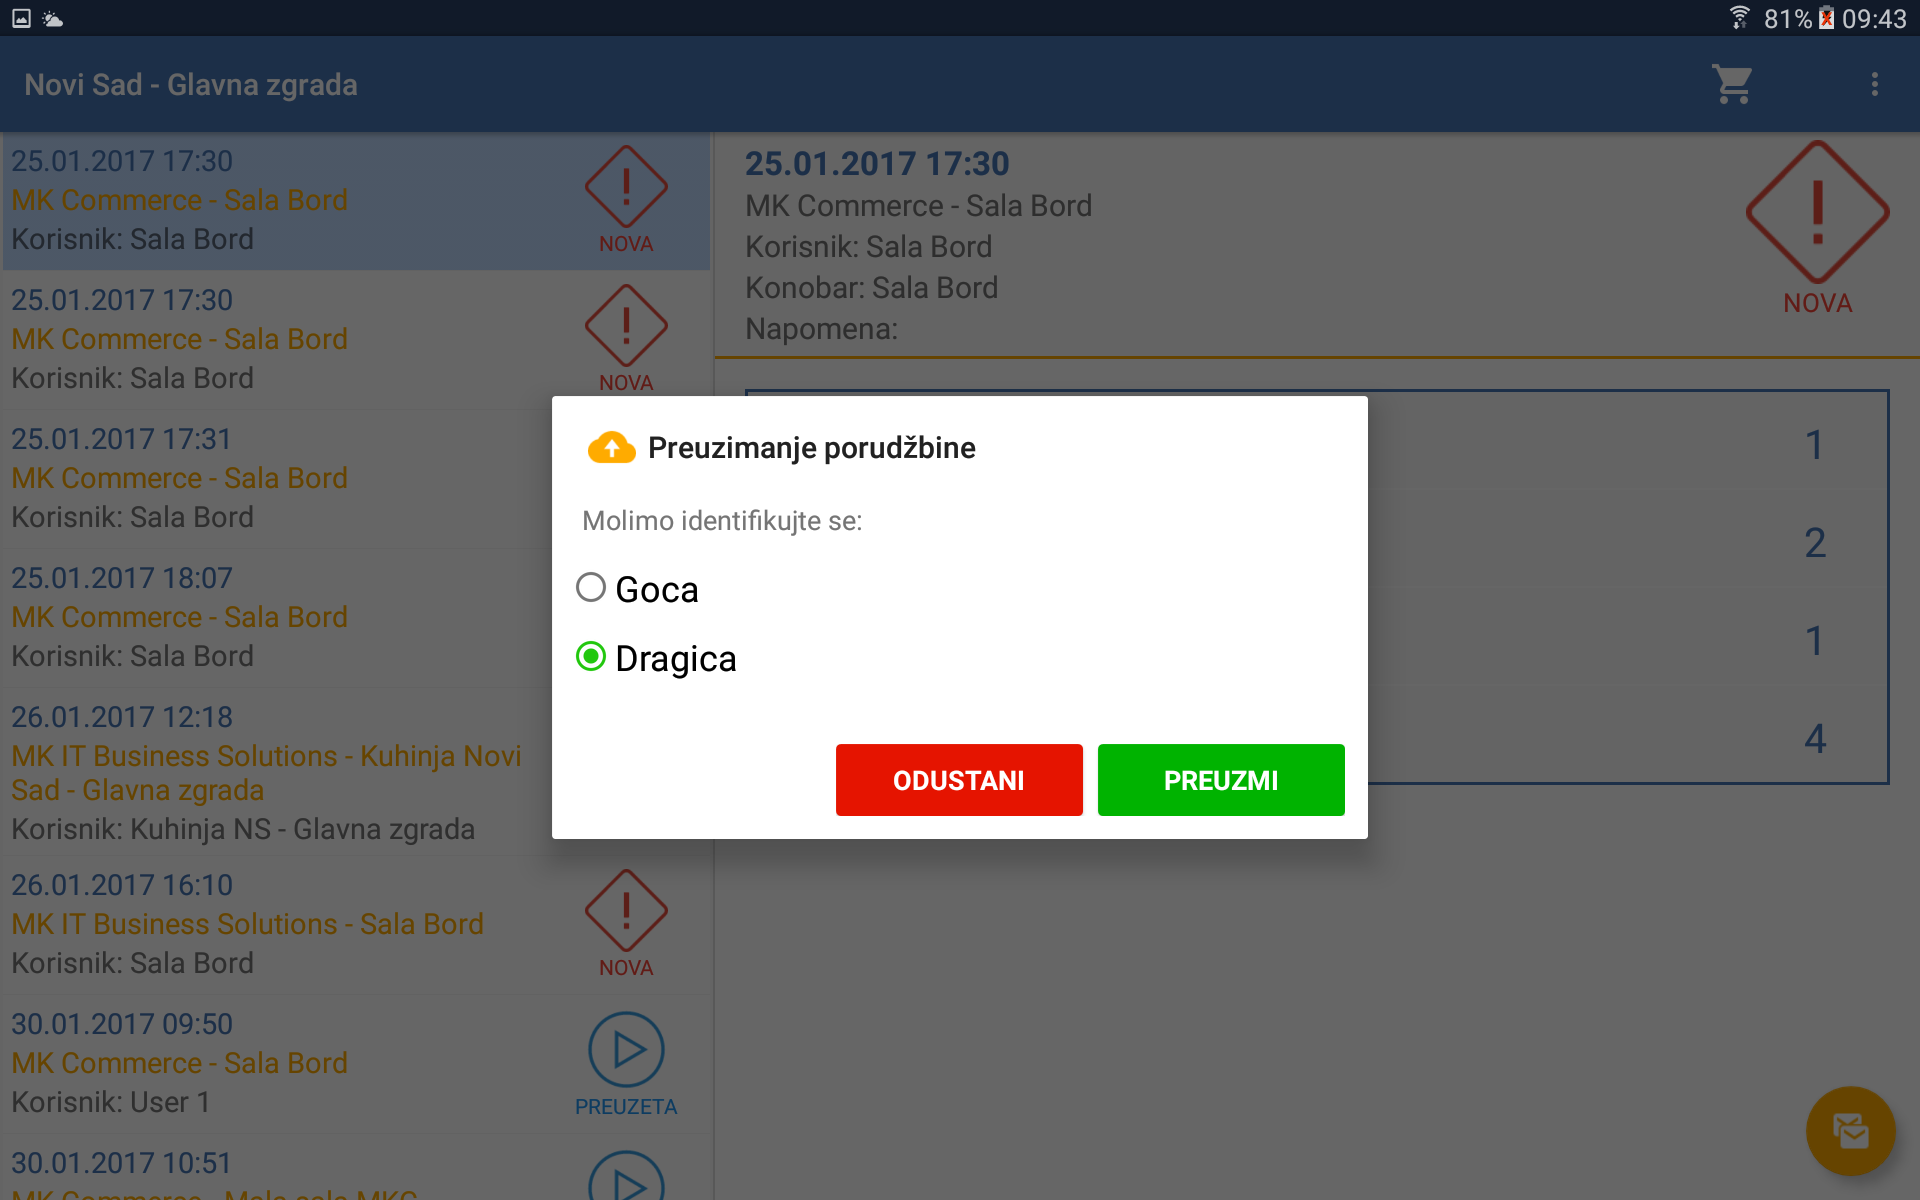 81% 09:43
Novi Sad - Glavna zgrada
25.01.2017 17:30
MK Commerce - Sala Bord
Korisnik: Sala Bord
NOVA
25.01.2017 17:30
MK Commerce - Sala Bord
Korisnik: Sala Bord
NOVA
25.01.2017 17:31
MK Commerce - Sala Bord
Korisnik: Sala Bord
25.01.2017 18:07
MK Commerce - Sala Bord
Korisnik: Sala Bord
26.01.2017 12:18
MK IT Business Solutions - Kuhinja Novi
Sad - Glavna zgrada
Korisnik: Kuhinja NS - Glavna zgrada
26.01.2017 16:10
MK IT Business Solutions - Sala Bord
Korisnik: Sala Bord
NOVA
30.01.2017 09:50
MK Commerce - Sala Bord
Korisnik: User 1
PREUZETA
30.01.2017 10:51
MK Commerce - Mala sala MKC
25.01.2017 17:30
MK Commerce - Sala Bord
Korisnik: Sala Bord
Konobar: Sala Bord
Napomena:
NOVA
1
2
1
4
Preuzimanje porudžbine
Molimo identifikujte se:
Goca
Dragica
ODUSTANI
PREUZMI